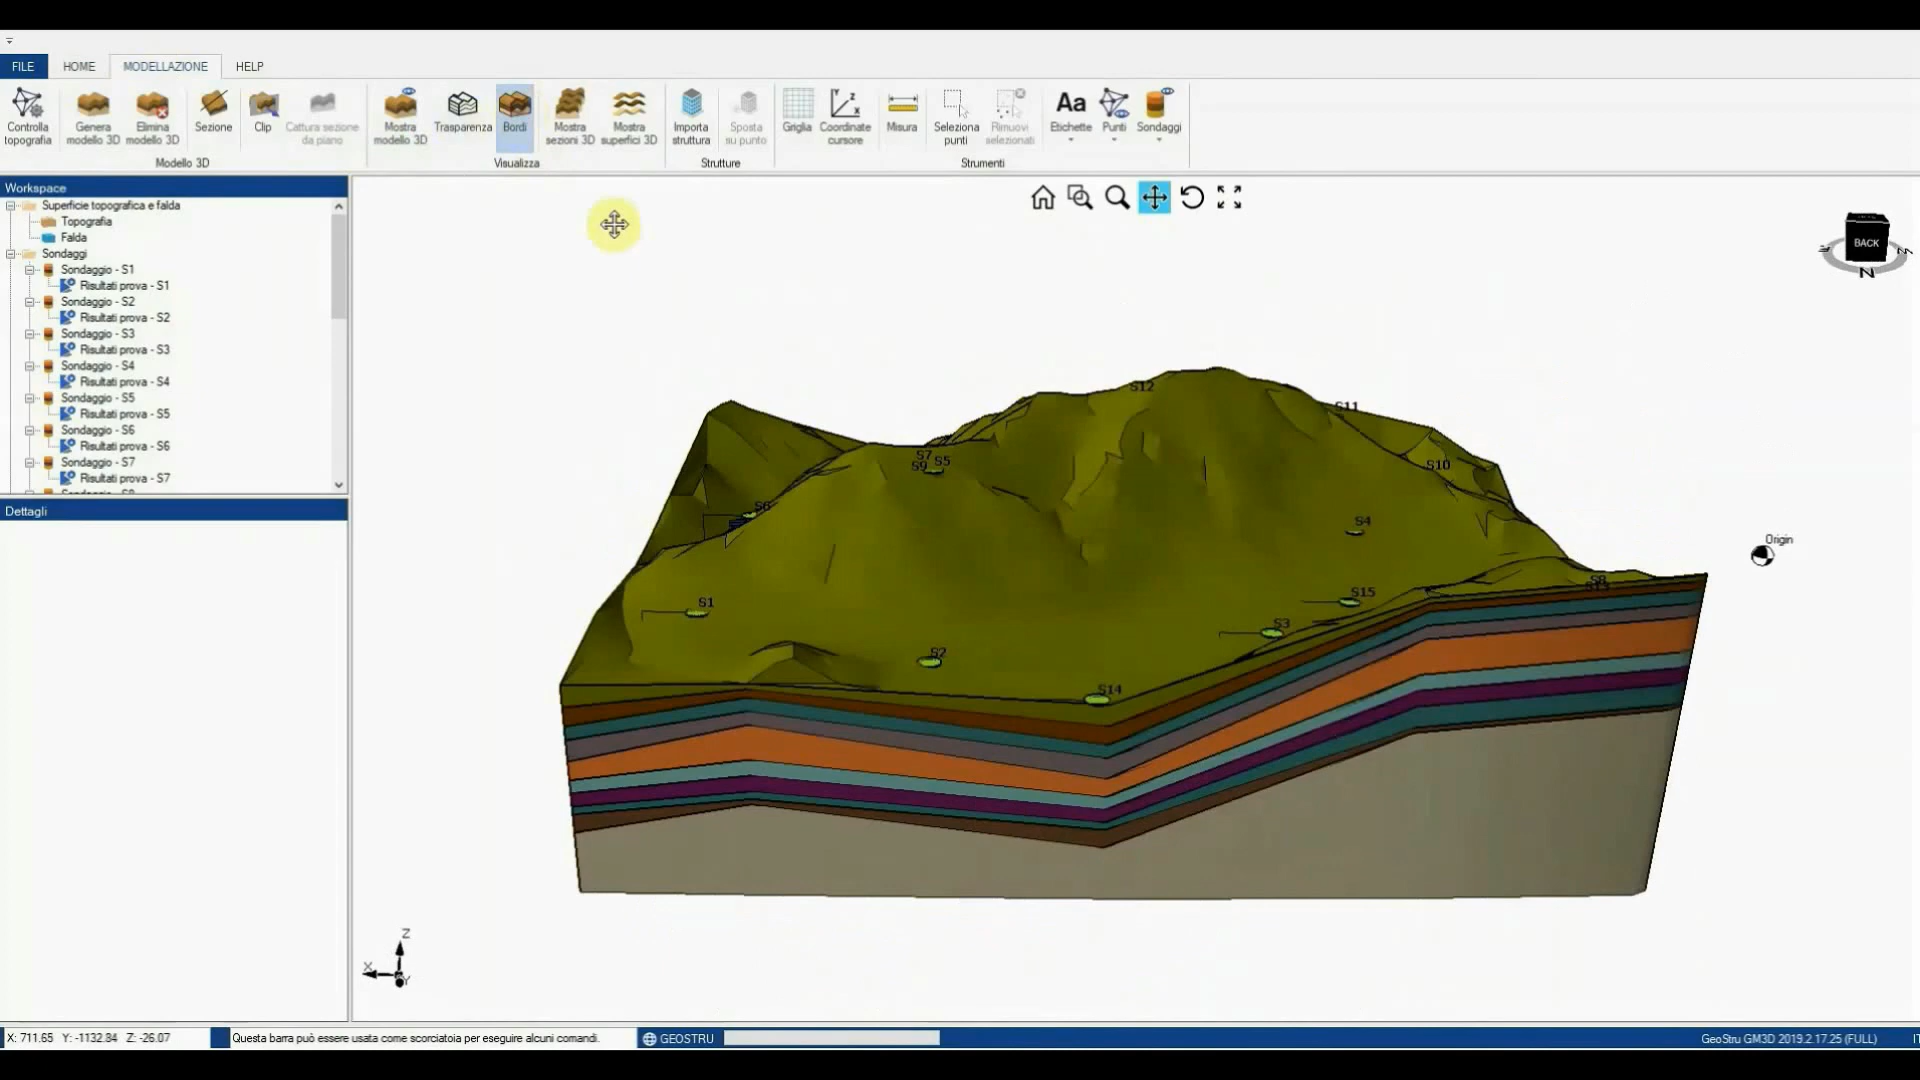 FILE HOME MODELLAZIONE HELP
Controlla topografia
Genera modello 3D
Elimina modello 3D
Sezione
Clip
Cattura sezione da piano
Mostra modello 3D
Trasparenza
Bordi
Mostra sezioni 3D
Mostra superfici 3D
Importa struttura
Sposta su punto
Griglia
Coordinate cursore
Misura
Seleziona punti
Rimuovi selezionati
Etichette
Punti
Sondaggi
Modello 3D
Visualizza
Strutture
Strumenti
Workspace
Superficie topografica e falda
Topografia
Falda
Sondaggi
Sondaggio - S1
Risultati prova - S1
Sondaggio - S2
Risultati prova - S2
Sondaggio - S3
Risultati prova - S3
Sondaggio - S4
Risultati prova - S4
Sondaggio - S5
Risultati prova - S5
Sondaggio - S6
Risultati prova - S6
Sondaggio - S7
Risultati prova - S7
Dettagli
BACK
N
S12
S11
S7
S9 S5
S10
S6
S4
Origin
S8
S1
S15
S3
S2
S14
Z
X
Y
X: 711.65 Y: -1132.84 Z: -26.07
Questa barra può essere usata come scorciatoia per eseguire alcuni comandi.
GEOSTRU
GeoStru GM3D 2019.2.17.25 (FULL)